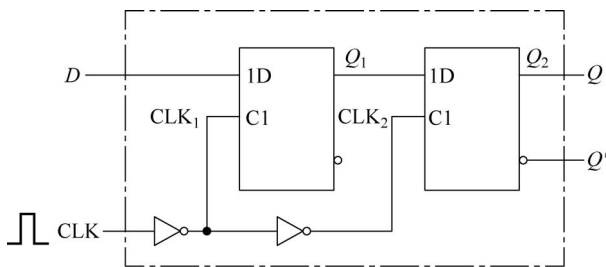 Q₁ Q₂
D 1D 1D Q
CLK₁ C1 CLK₂ C1
Q'
CLK